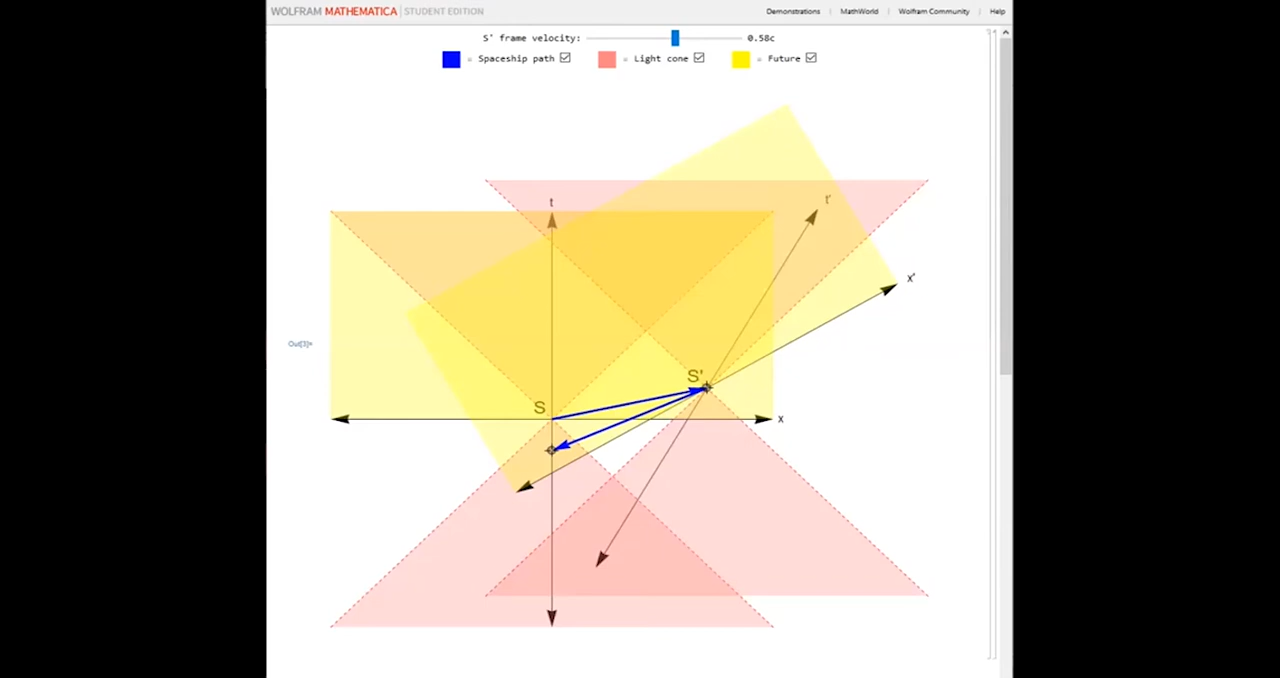 WOLFRAM MATHEMATICA | STUDENT EDITION
Demonstrations | MathWorld | Wolfram Community | Help
S' frame velocity: 0.58c
= Spaceship path = Light cone = Future
t
t'
x'
Out[3]=
S'
S
x